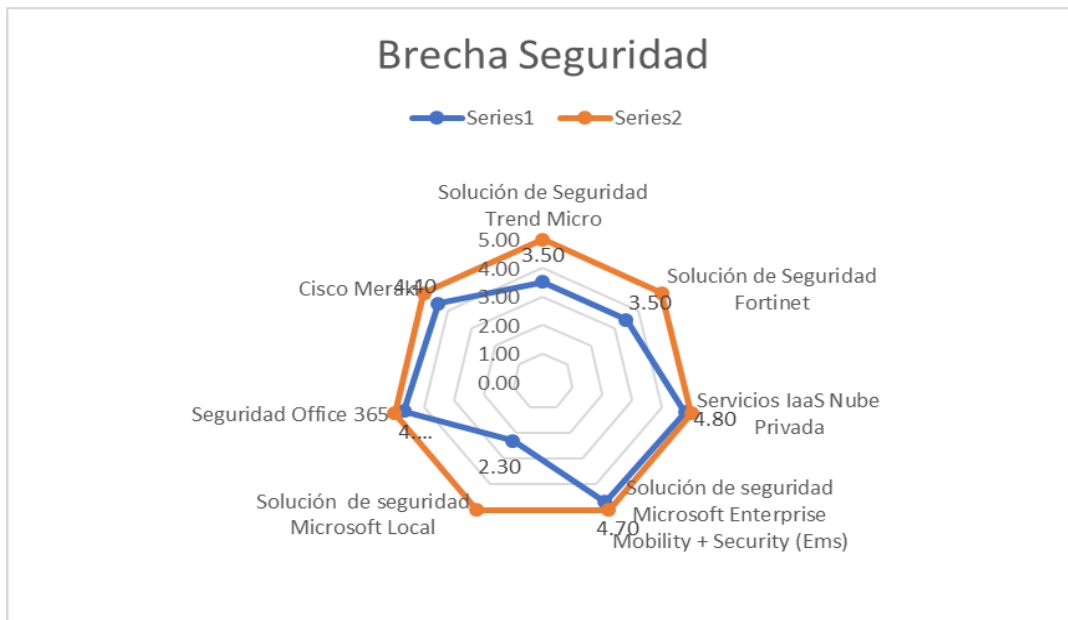 Brecha Seguridad
Series1 Series2
Solución de Seguridad
Trend Micro
5.00
3.50
4.00
3.00
2.00
1.00
0.00
Solución de Seguridad
Fortinet
3.50
Servicios IaaS Nube
Privada
4.80
Solución de seguridad
Microsoft Enterprise
Mobility + Security (Ems)
4.70
Solución de seguridad
Microsoft Local
2.30
Seguridad Office 365
4....
Cisco Meraki
4.40